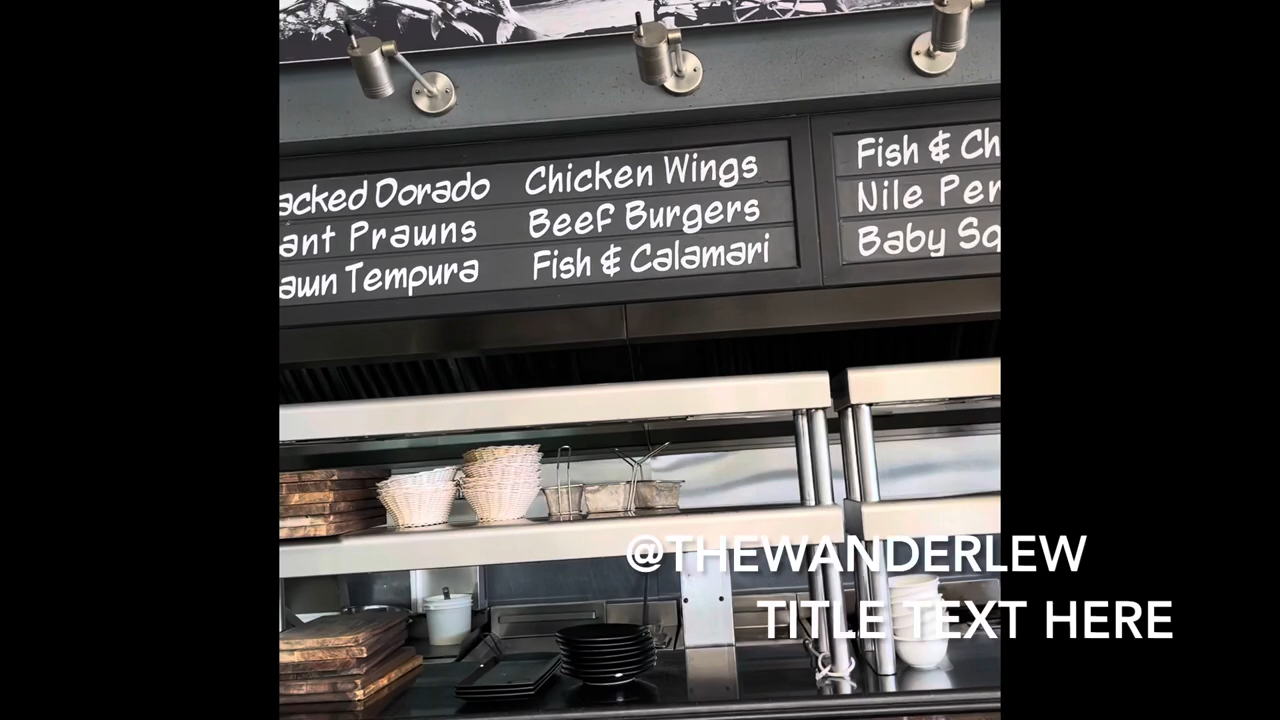 acked Dorado
ant Prawns
awn Tempura
Chicken Wings
Beef Burgers
Fish & Calamari
Fish & Ch
Nile Per
Baby Sq
@THEWANDERLEW
TITLE TEXT HERE